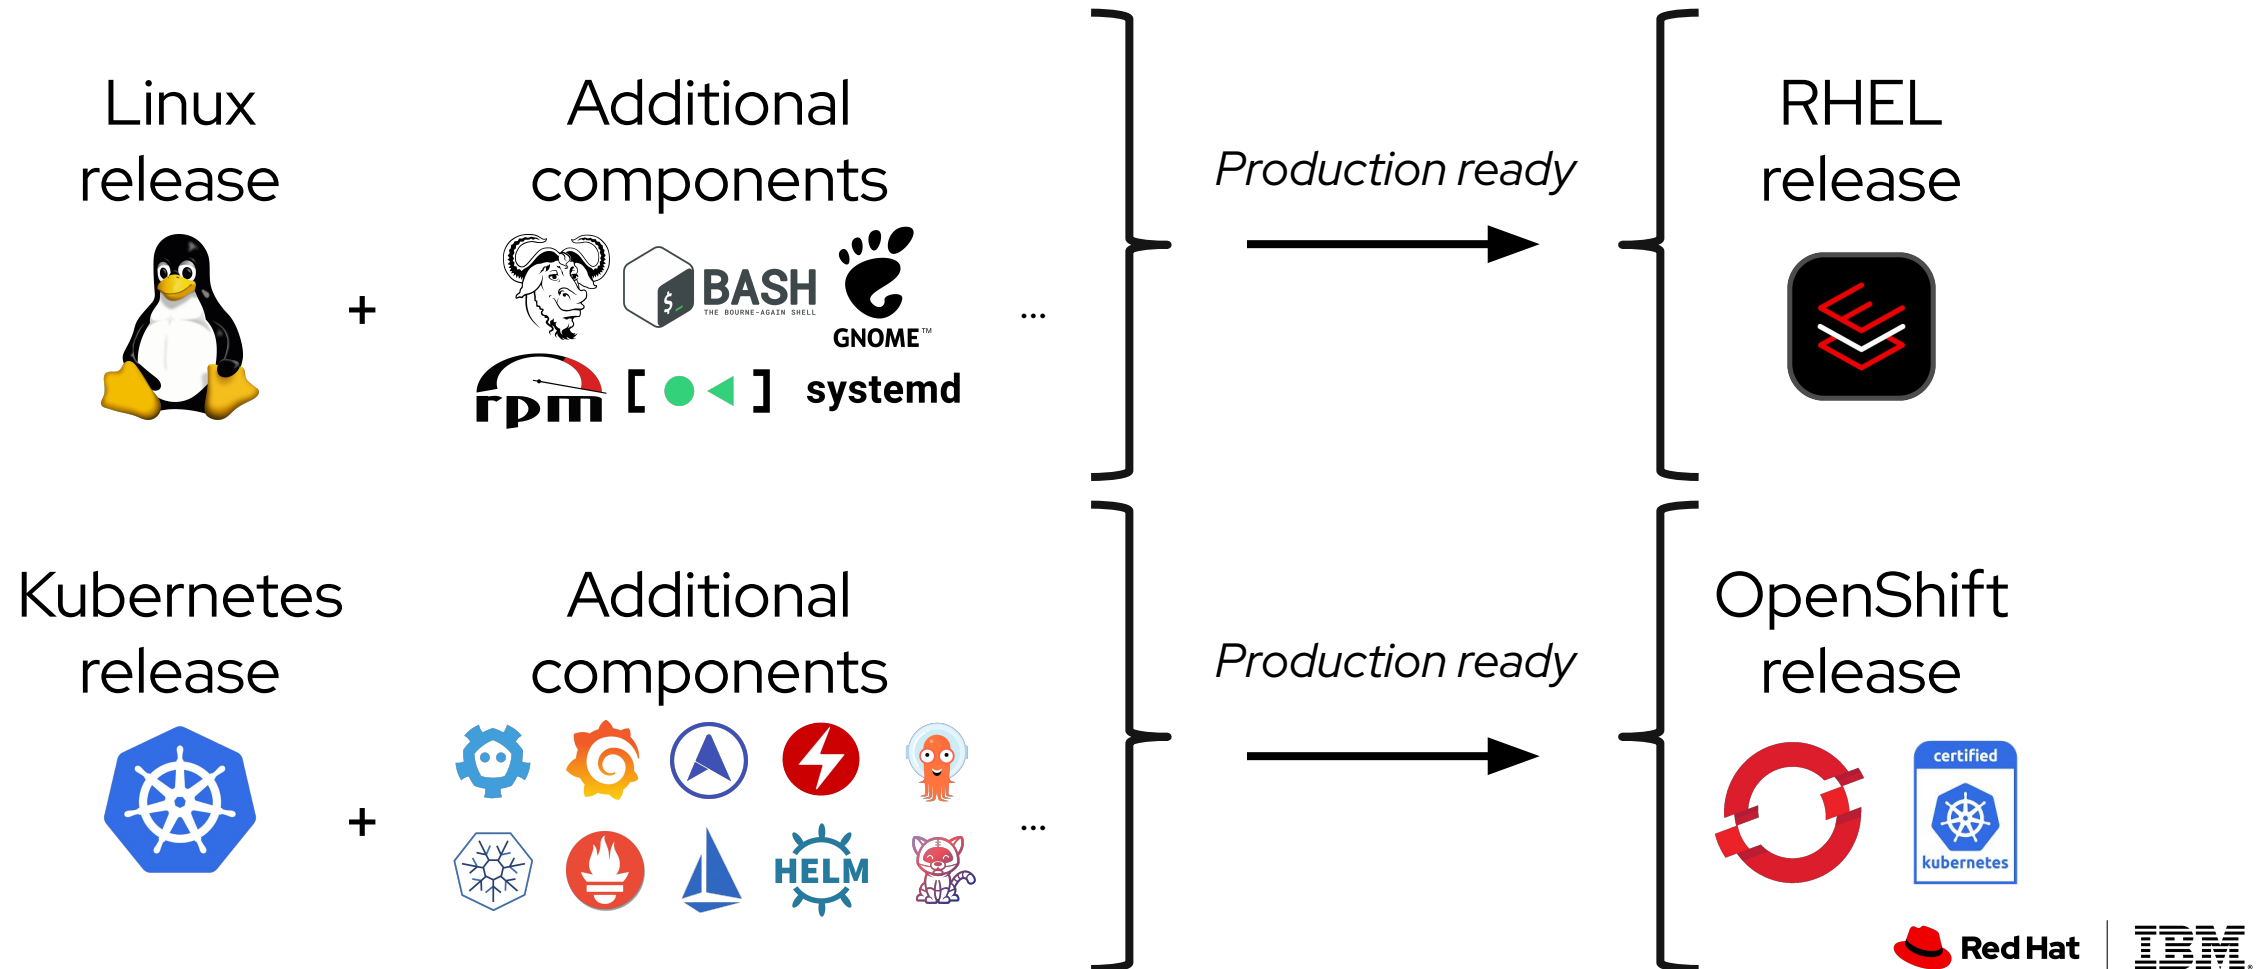 Linux
release
Additional
components
+
BASH
THE BOURNE-AGAIN SHELL
$_
GNOME™
rpm
[ ]
systemd
...
Production ready
RHEL
release
Kubernetes
release
Additional
components
+
HELM
...
Production ready
OpenShift
release
certified
kubernetes
Red Hat
IBM®